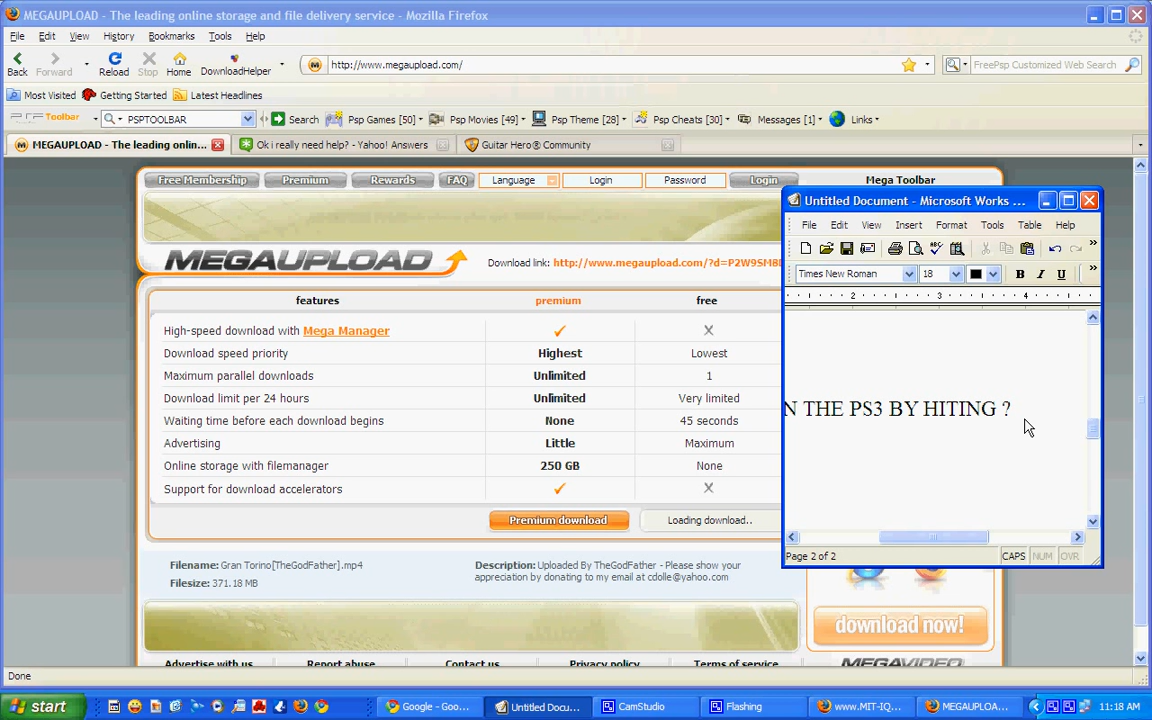 MEGAUPLOAD - The leading online storage and file delivery service - Mozilla Firefox
File Edit View History Bookmarks Tools Help
Back Forward Reload Stop Home DownloadHelper http://www.megaupload.com/ FreePsp Customized Web Search
Most Visited Getting Started Latest Headlines
Toolbar PSPTOOLBAR Search Psp Games [50] Psp Movies [49] Psp Theme [28] Psp Cheats [30] Messages [1] Links
MEGAUPLOAD - The leading onlin... Ok i really need help? - Yahoo! Answers Guitar Hero® Community
Free Membership Premium Rewards FAQ Language Login Password Login Mega Toolbar
MEGAUPLOAD Download link: http://www.megaupload.com/?d=P2W9SM8
features premium free
High-speed download with Mega Manager X
Download speed priority Highest Lowest
Maximum parallel downloads Unlimited 1
Download limit per 24 hours Unlimited Very limited
Waiting time before each download begins None 45 seconds
Advertising Little Maximum
Online storage with filemanager 250 GB None
Support for download accelerators X
Premium download Loading download..
Filename: Gran Torino[TheGodFather].mp4
Filesize: 371.18 MB
Description: Uploaded By TheGodFather - Please show your
appreciation by donating to my email at cdolle@yahoo.com
download now!
Advertise with us Report abuse Contact us Privacy policy Terms of service MEGAVIDEO
Untitled Document - Microsoft Works ...
File Edit View Insert Format Tools Table Help
Times New Roman 18 B I U
2 3 4
N THE PS3 BY HITING ?
Page 2 of 2 CAPS NUM OVR
Done
start Google - Goo... Untitled Docu... CamStudio Flashing www.MIT-IQ... MEGAUPLOA... 11:18 AM